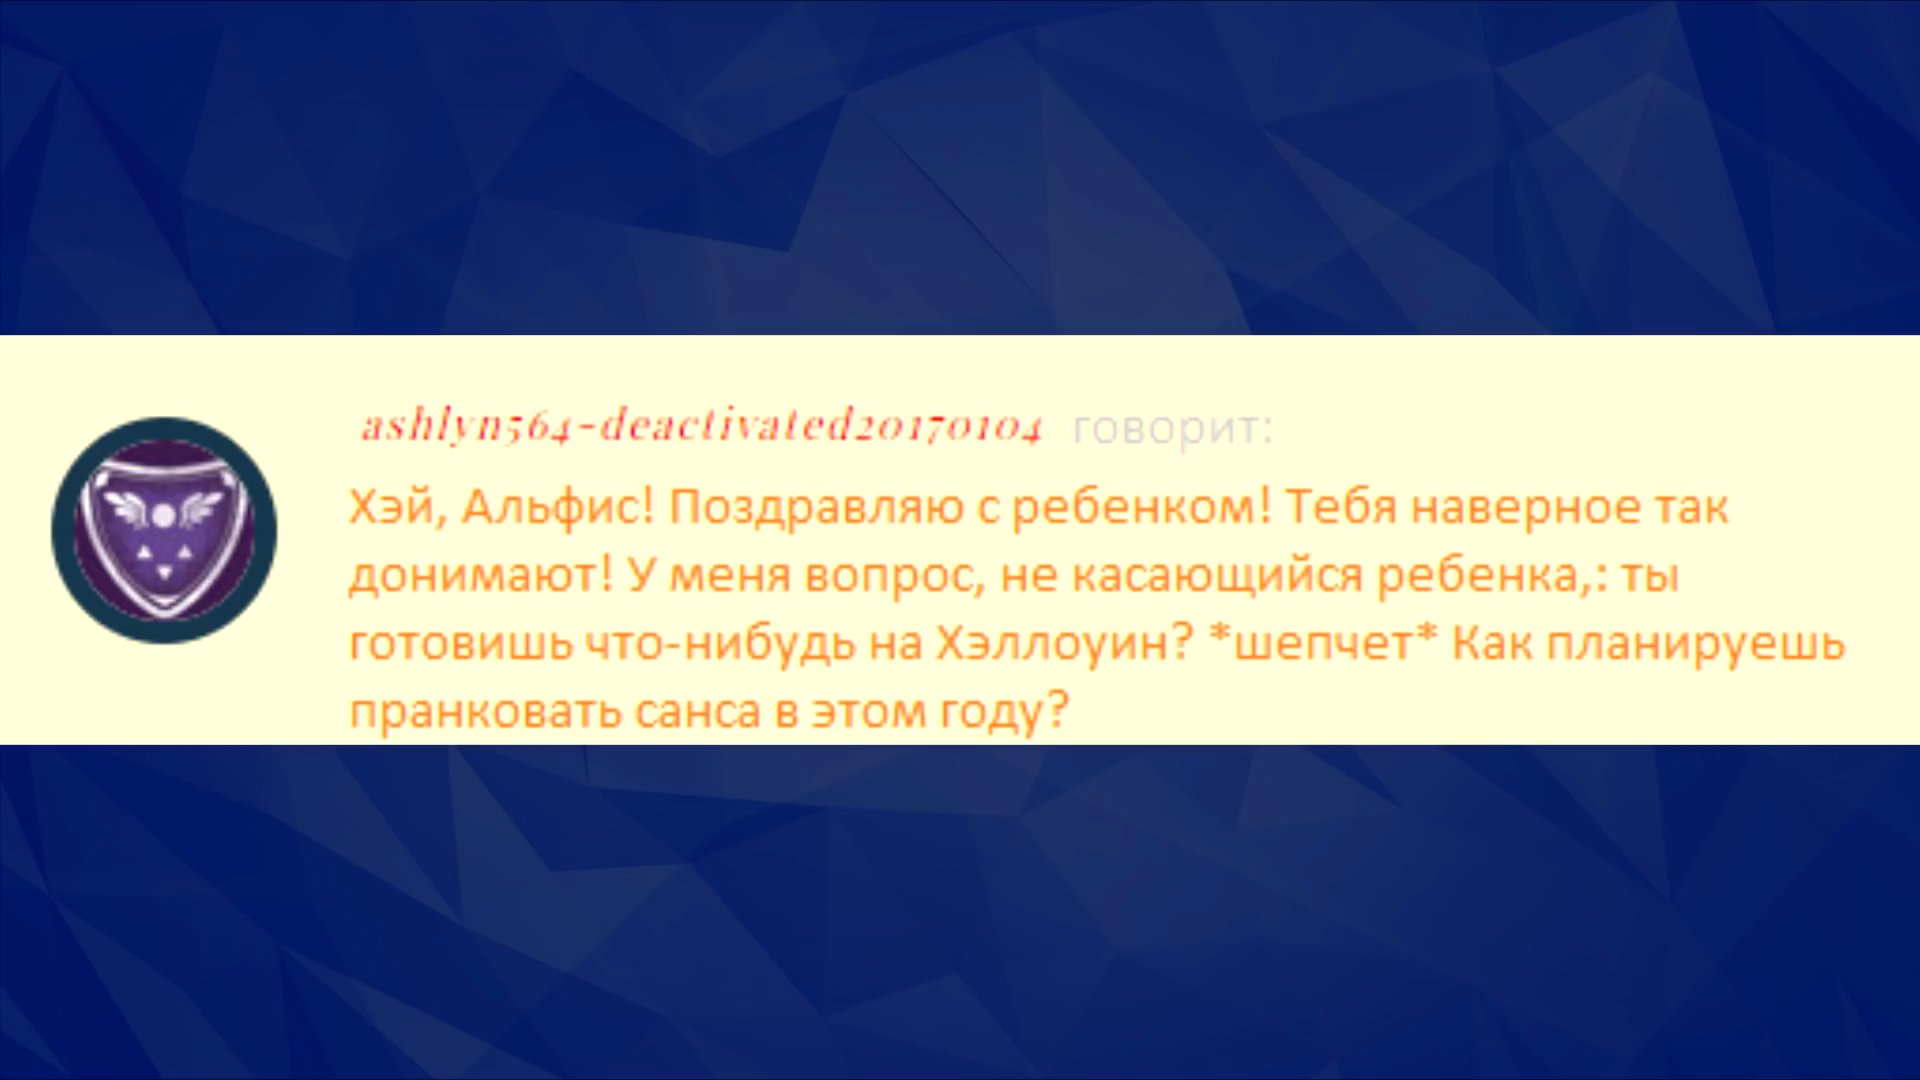 ashlyn564-deactivated20170104 говорит:
Хэй, Альфис! Поздравляю с ребенком! Тебя наверное так
донимают! У меня вопрос, не касающийся ребенка,: ты
готовишь что-нибудь на Хэллоуин? *шепчет* Как планируешь
пранковать санса в этом году?